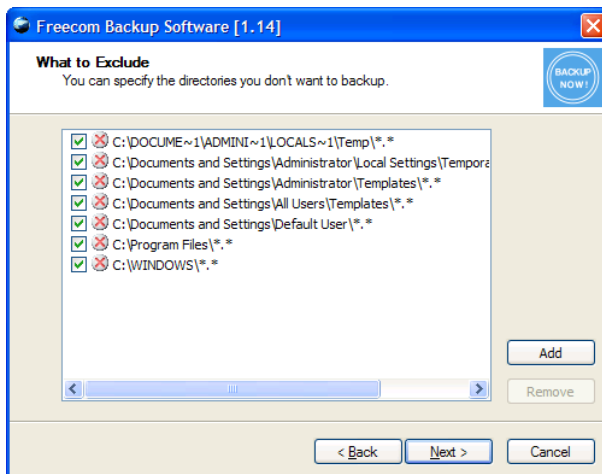 Freecom Backup Software [1.14]
What to Exclude
You can specify the directories you don't want to backup.
BACKUP
NOW!
C:\DOCUME~1\ADMINI~1\LOCALS~1\Temp\*.*
C:\Documents and Settings\Administrator\Local Settings\Tempora
C:\Documents and Settings\Administrator\Templates\*.*
C:\Documents and Settings\All Users\Templates\*.*
C:\Documents and Settings\Default User\*.*
C:\Program Files\*.*
C:\WINDOWS\*.*
Add
Remove
< Back
Next >
Cancel